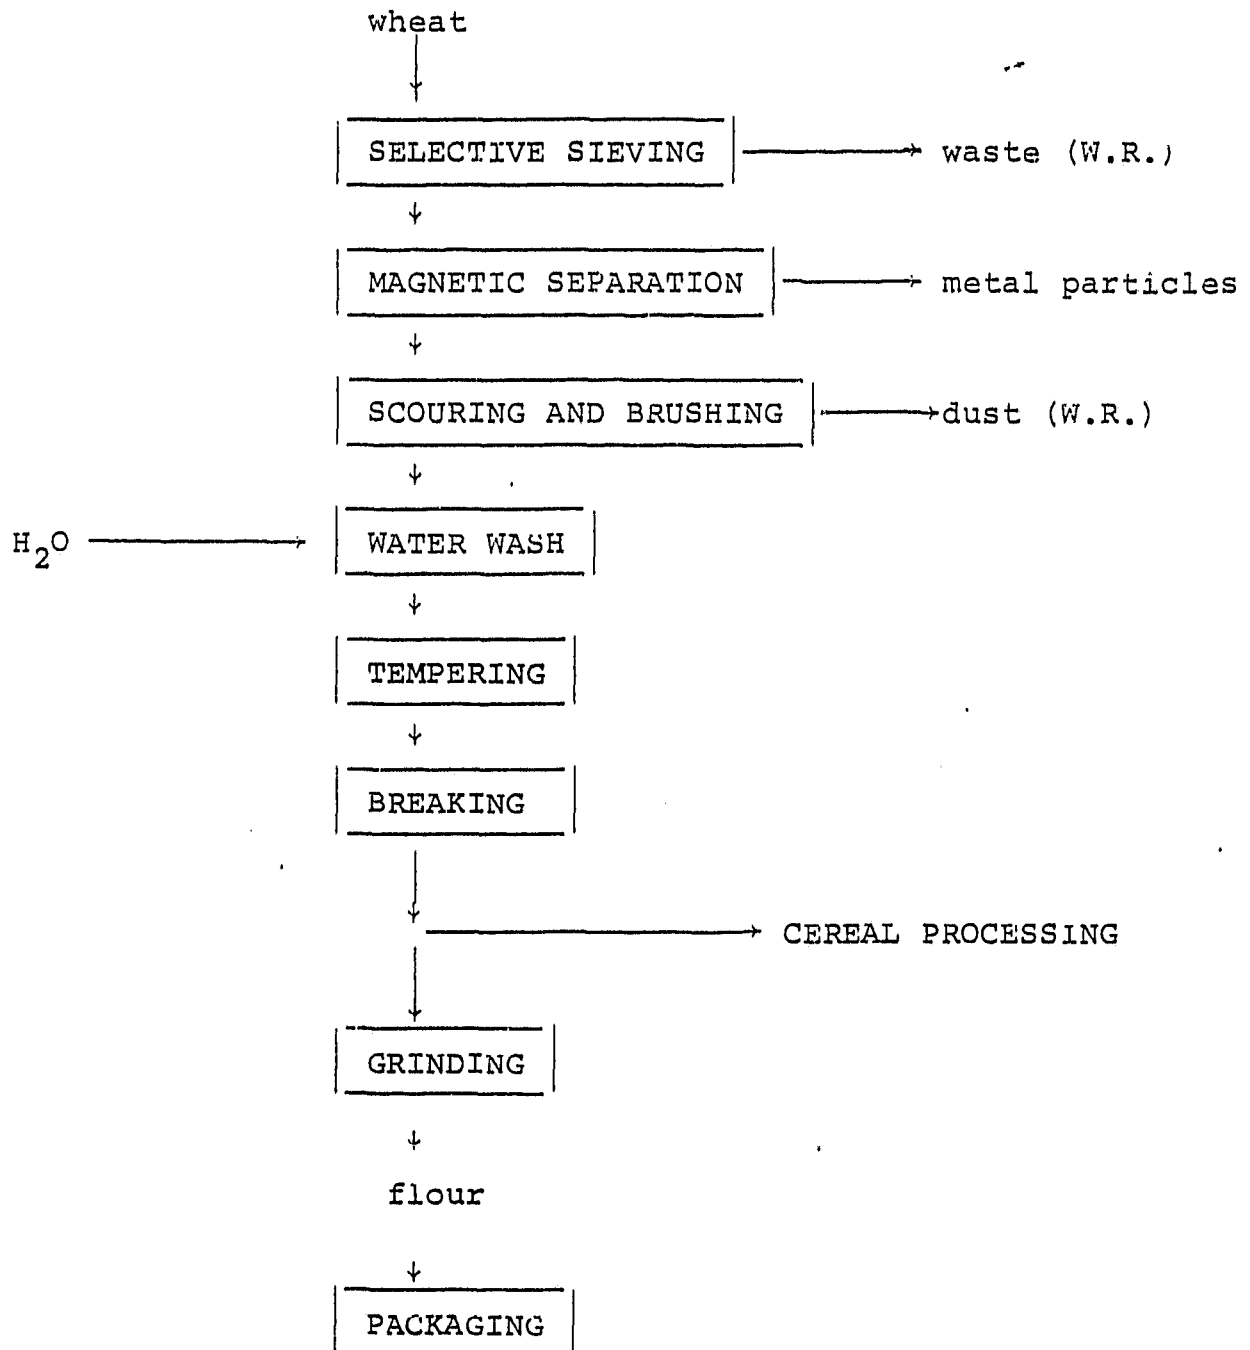 wheat
SELECTIVE SIEVING
waste (W.R.)
MAGNETIC SEPARATION
metal particles
SCOURING AND BRUSHING
dust (W.R.)
H₂O
WATER WASH
TEMPERING
BREAKING
CEREAL PROCESSING
GRINDING
flour
PACKAGING